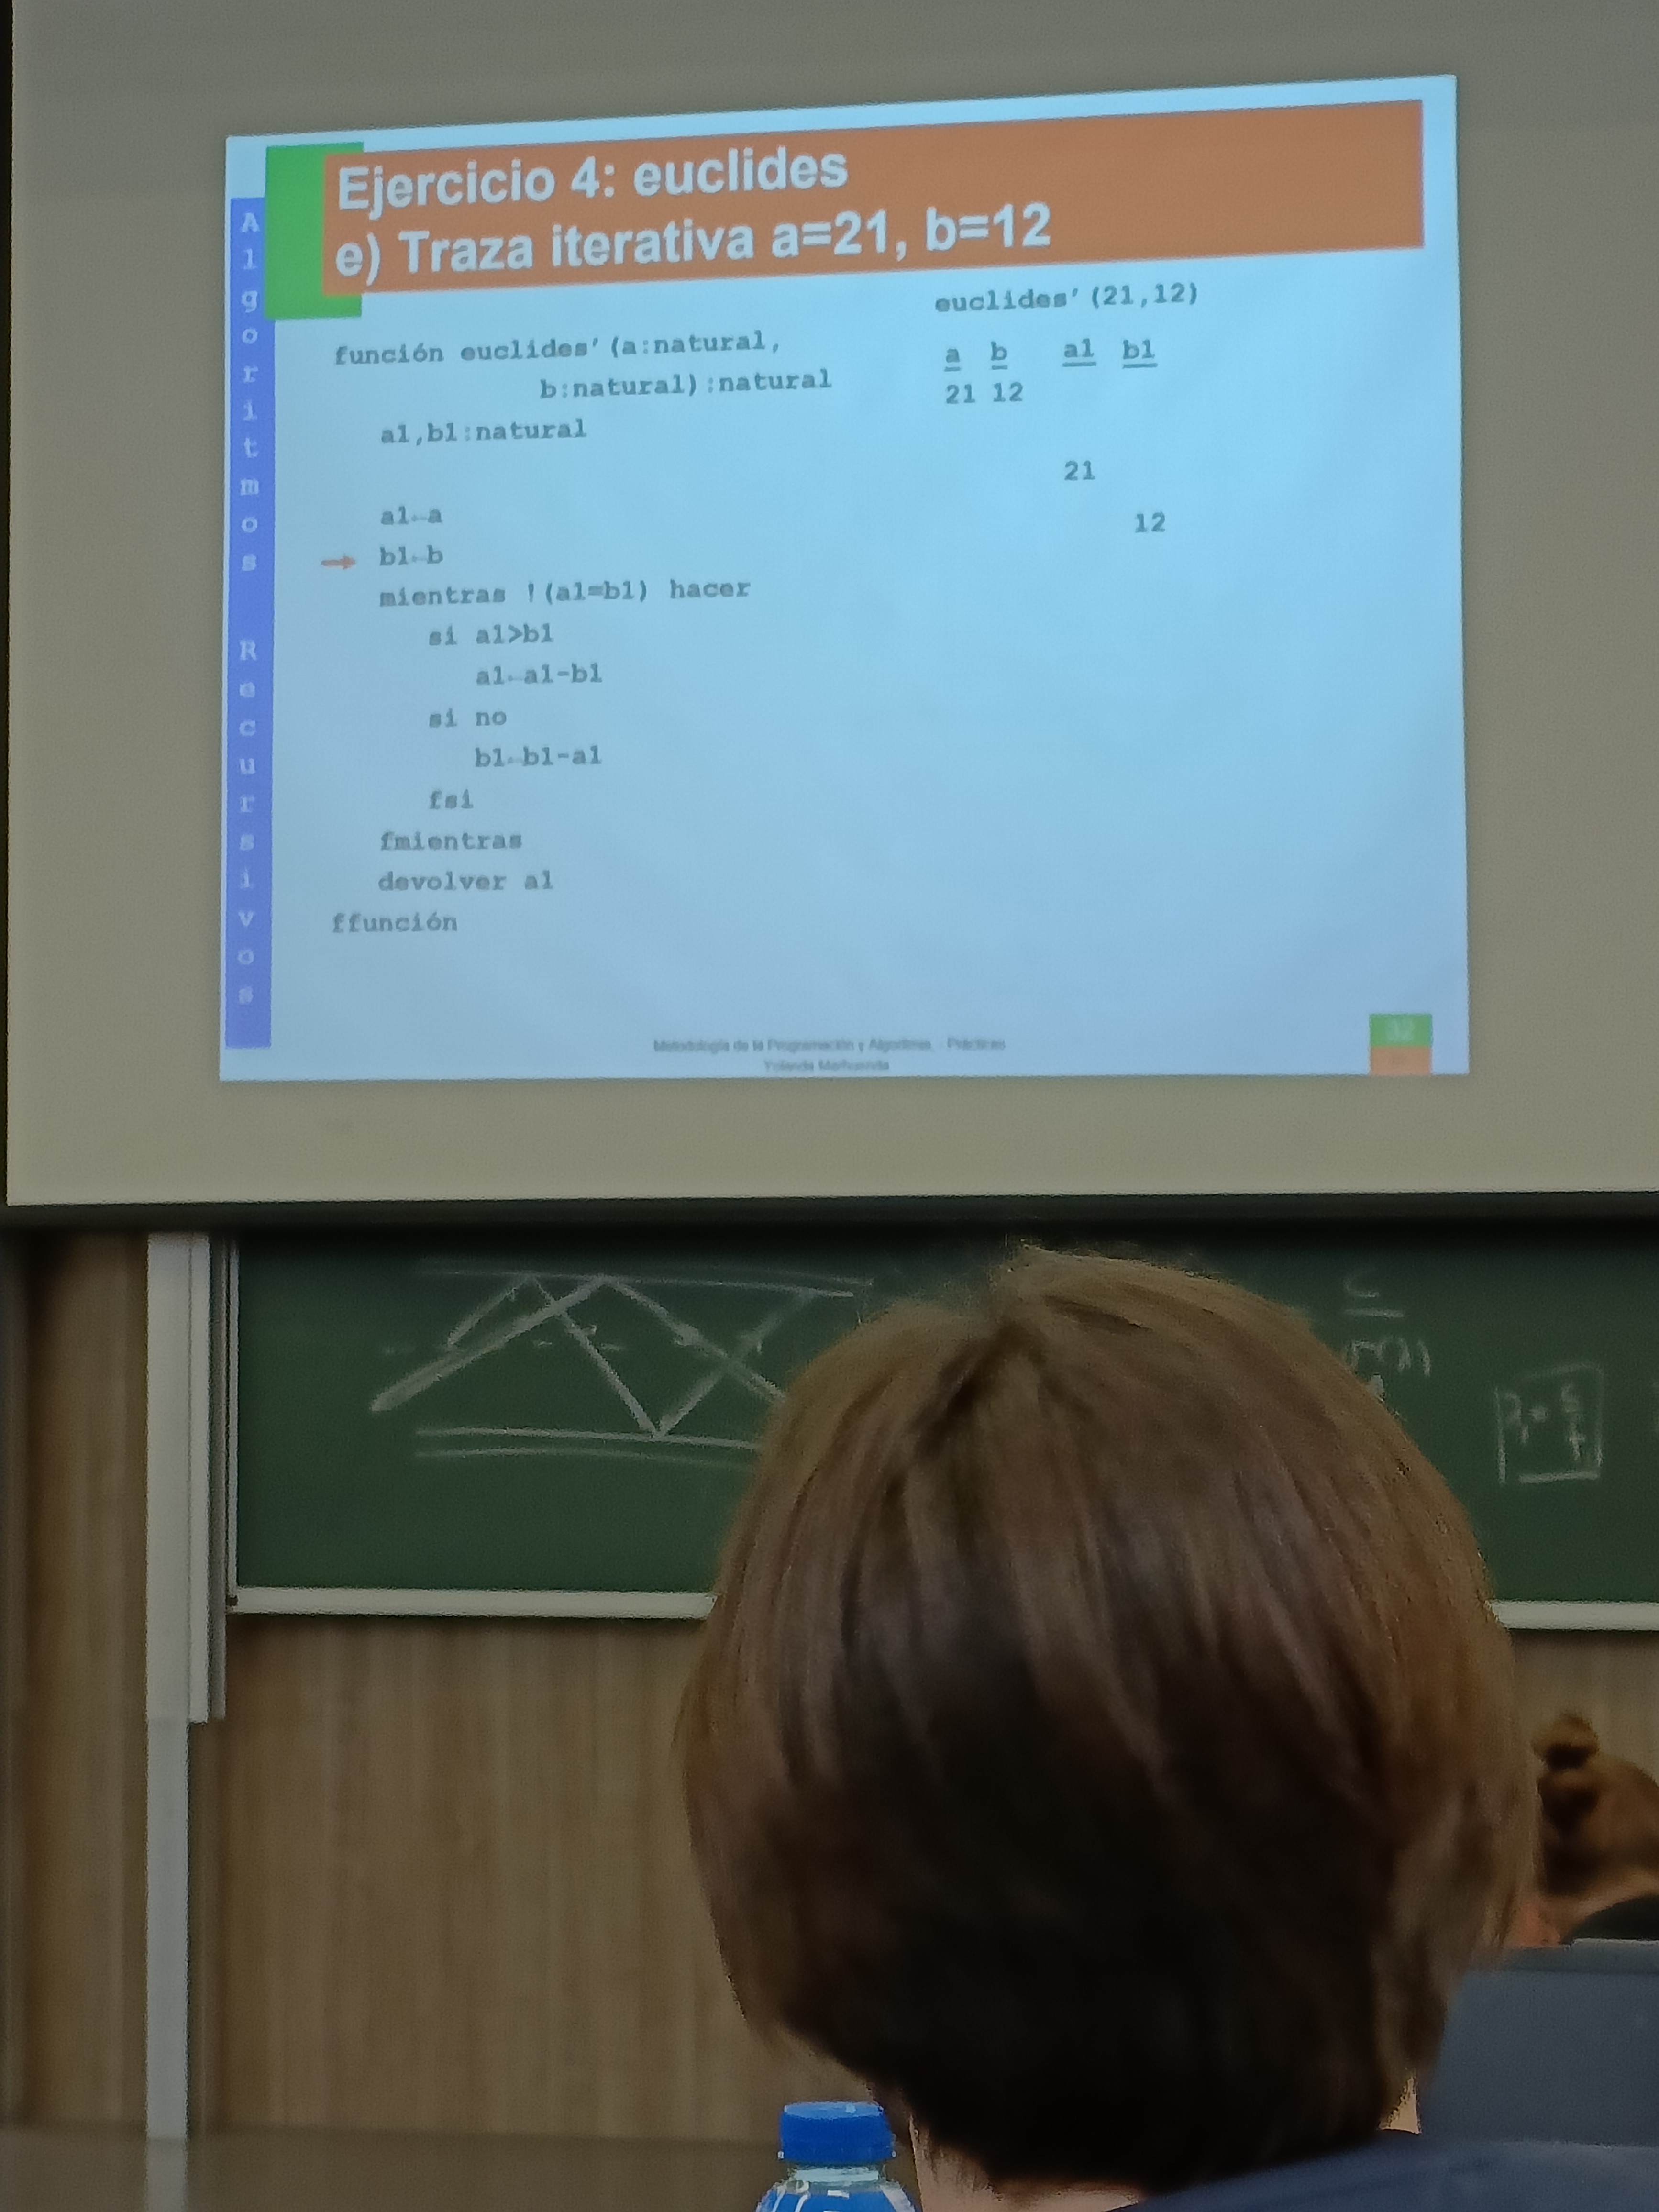 Ejercicio 4: euclides
e) Traza iterativa a=21, b=12
Algoritmos Recursivos
función euclides'(a:natural,
b:natural):natural
a1,b1:natural
a1←a
b1←b
mientras !(a1=b1) hacer
si a1>b1
a1←a1-b1
si no
b1←b1-a1
fsi
fmientras
devolver a1
ffunción
euclides'(21,12)
a b a1 b1
21 12
21
12
Metodología de la Programación y Algoritmia. - Prácticas
Yolanda
32